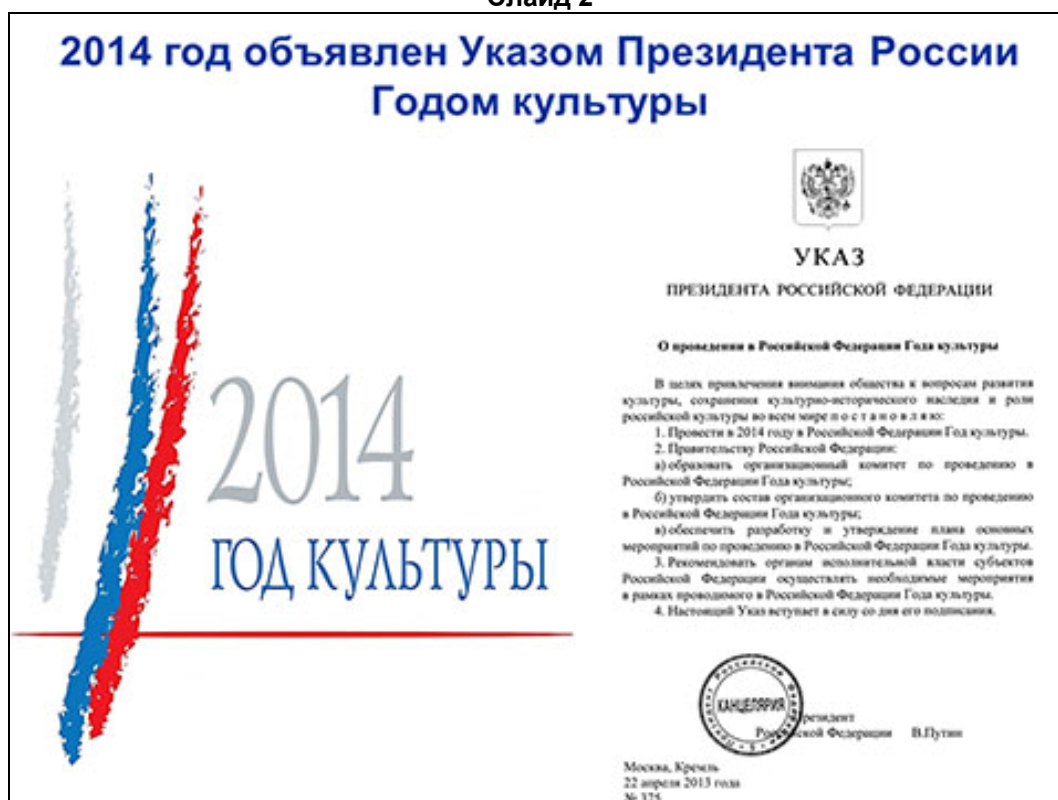 Слайд 2
2014 год объявлен Указом Президента России
Годом культуры
2014
ГОД КУЛЬТУРЫ
УКАЗ
ПРЕЗИДЕНТА РОССИЙСКОЙ ФЕДЕРАЦИИ
О проведении в Российской Федерации Года культуры
В целях привлечения внимания общества к вопросам развития
культуры, сохранения культурно-исторического наследия и роли
российской культуры во всем мире п о с т а н о в л я ю:
1. Провести в 2014 году в Российской Федерации Год культуры.
2. Правительству Российской Федерации:
а) образовать организационный комитет по проведению в
Российской Федерации Года культуры;
б) утвердить состав организационного комитета по проведению
в Российской Федерации Года культуры;
в) обеспечить разработку и утверждение плана основных
мероприятий по проведению в Российской Федерации Года культуры.
3. Рекомендовать органам исполнительной власти субъектов
Российской Федерации осуществлять необходимые мероприятия
в рамках проводимого в Российской Федерации Года культуры.
4. Настоящий Указ вступает в силу со дня его подписания.
КАНЦЕЛЯРИЯ
Президент
Российской Федерации В.Путин
Москва, Кремль
22 апреля 2013 года
№ 375